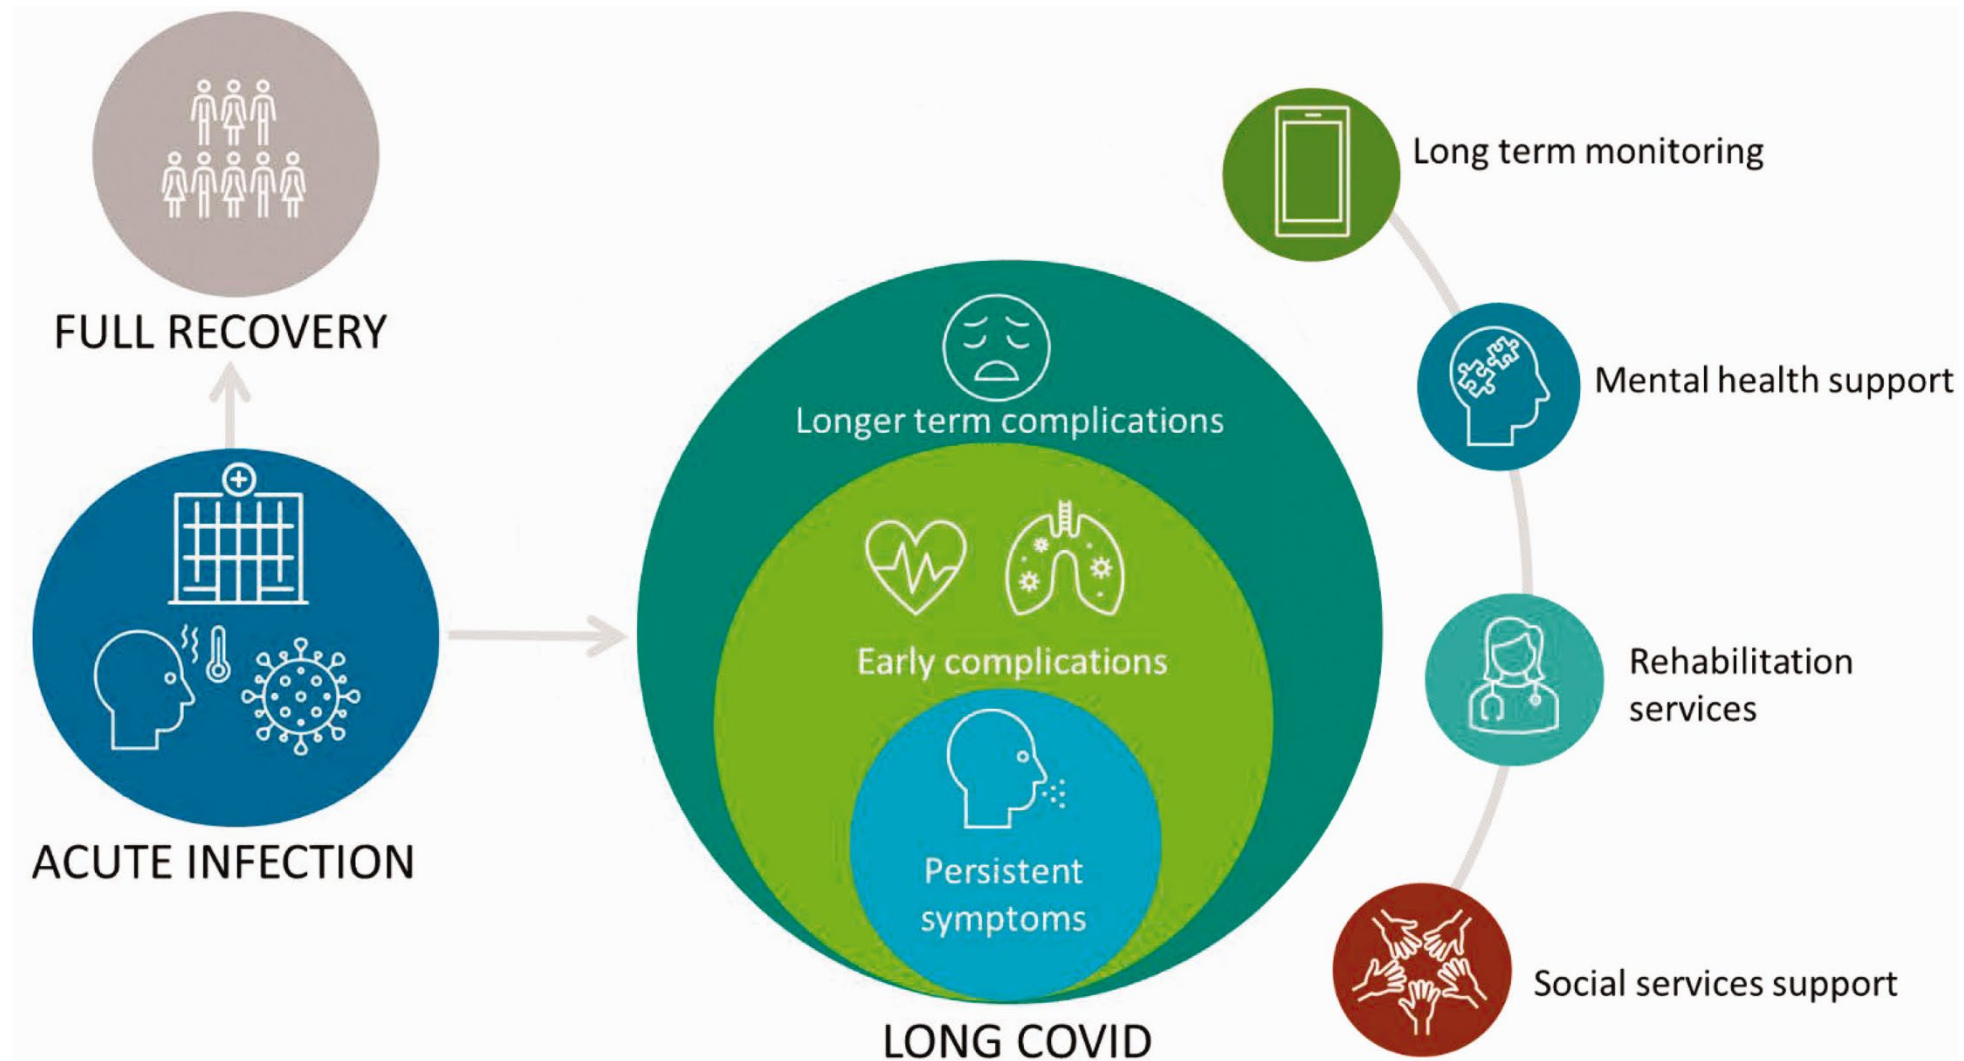 FULL RECOVERY
ACUTE INFECTION
Longer term complications
Early complications
Persistent
symptoms
LONG COVID
Long term monitoring
Mental health support
Rehabilitation
services
Social services support